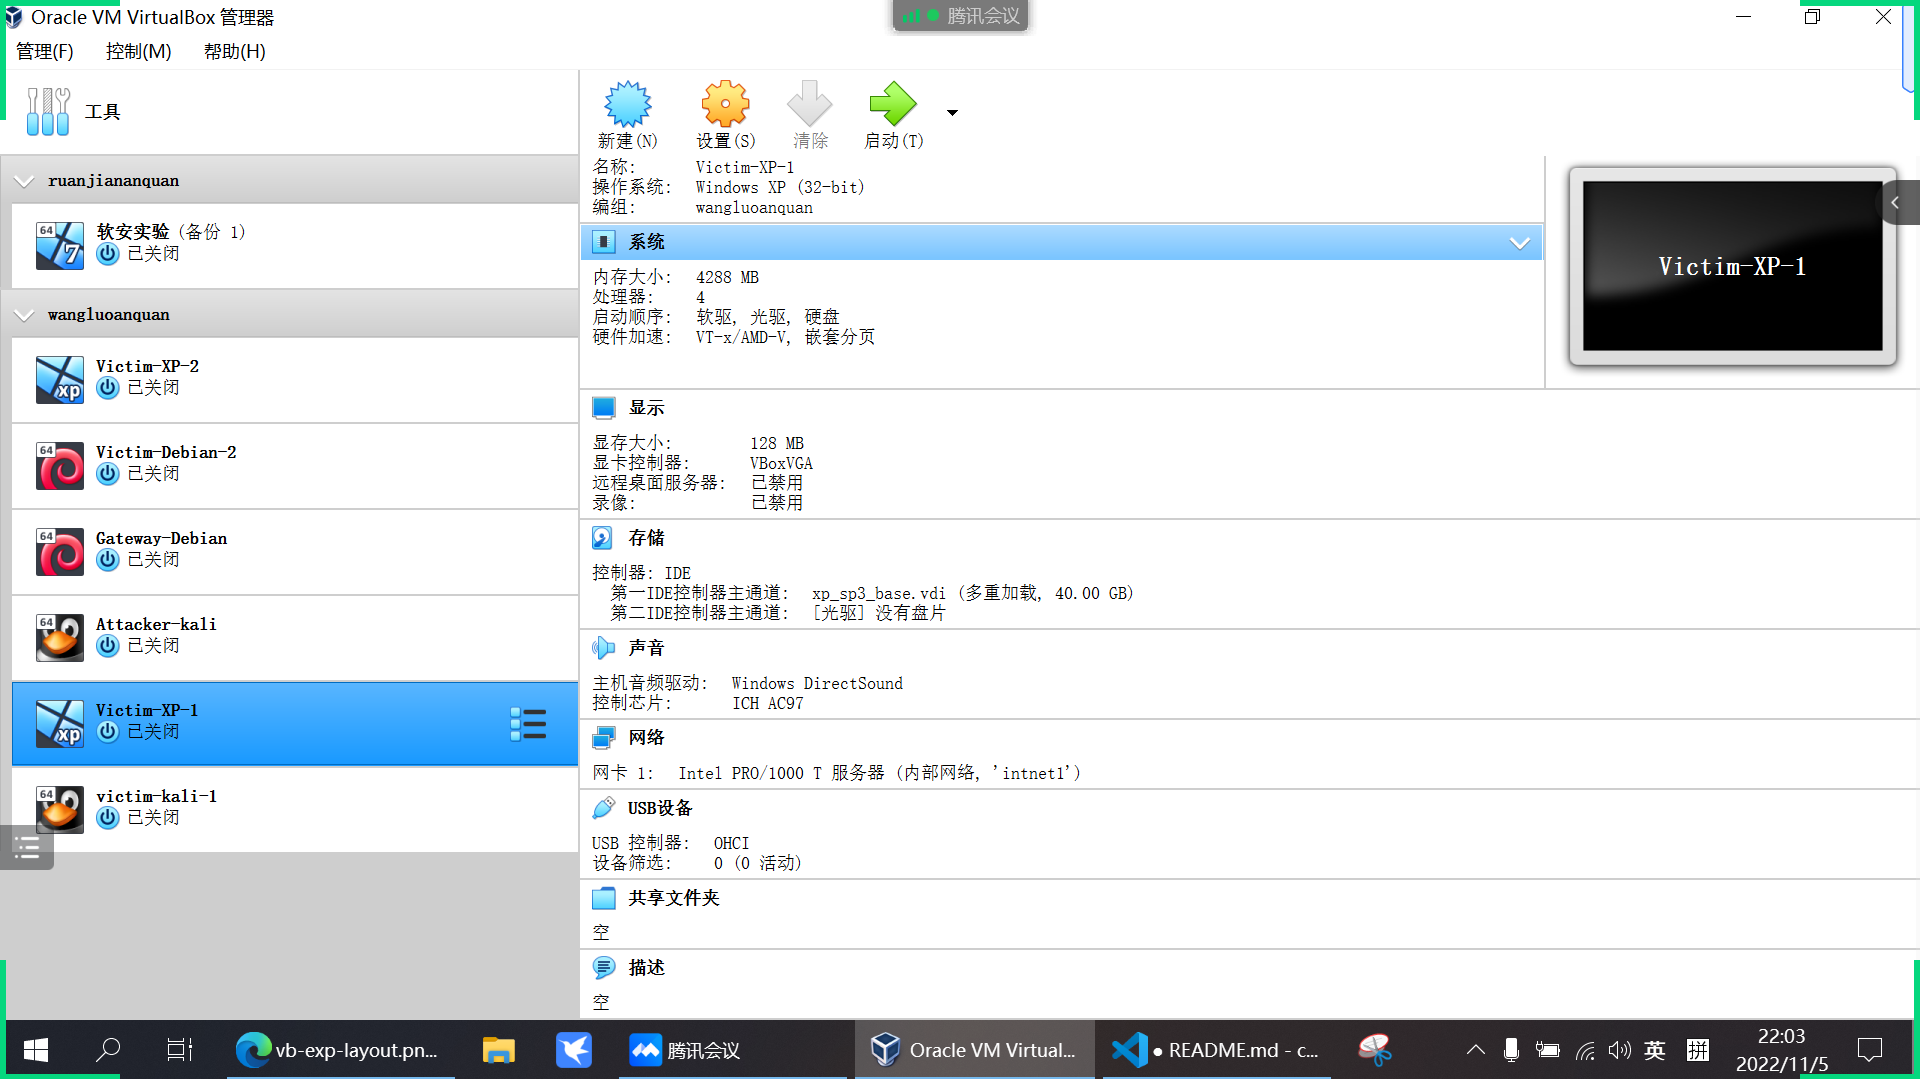 Oracle VM VirtualBox 管理器
腾讯会议
管理(F) 控制(M) 帮助(H)
工具
新建(N) 设置(S) 清除 启动(T)
ruanjiananquan
64 7
软安实验 (备份 1)
已关闭
wangluoanquan
xp
Victim-XP-2
已关闭
64
Victim-Debian-2
已关闭
64
Gateway-Debian
已关闭
64
Attacker-kali
已关闭
xp
Victim-XP-1
已关闭
64
victim-kali-1
已关闭
名称: Victim-XP-1
操作系统: Windows XP (32-bit)
编组: wangluoanquan
系统
内存大小: 4288 MB
处理器: 4
启动顺序: 软驱, 光驱, 硬盘
硬件加速: VT-x/AMD-V, 嵌套分页
Victim-XP-1
显示
显存大小: 128 MB
显卡控制器: VBoxVGA
远程桌面服务器: 已禁用
录像: 已禁用
存储
控制器: IDE
第一IDE控制器主通道: xp_sp3_base.vdi (多重加载, 40.00 GB)
第二IDE控制器主通道: [光驱] 没有盘片
声音
主机音频驱动: Windows DirectSound
控制芯片: ICH AC97
网络
网卡 1: Intel PRO/1000 T 服务器 (内部网络, 'intnet1')
USB设备
USB 控制器: OHCI
设备筛选: 0 (0 活动)
共享文件夹
空
描述
空
vb-exp-layout.pn...
腾讯会议
Oracle VM Virtual...
● README.md - c...
英
拼
22:03
2022/11/5